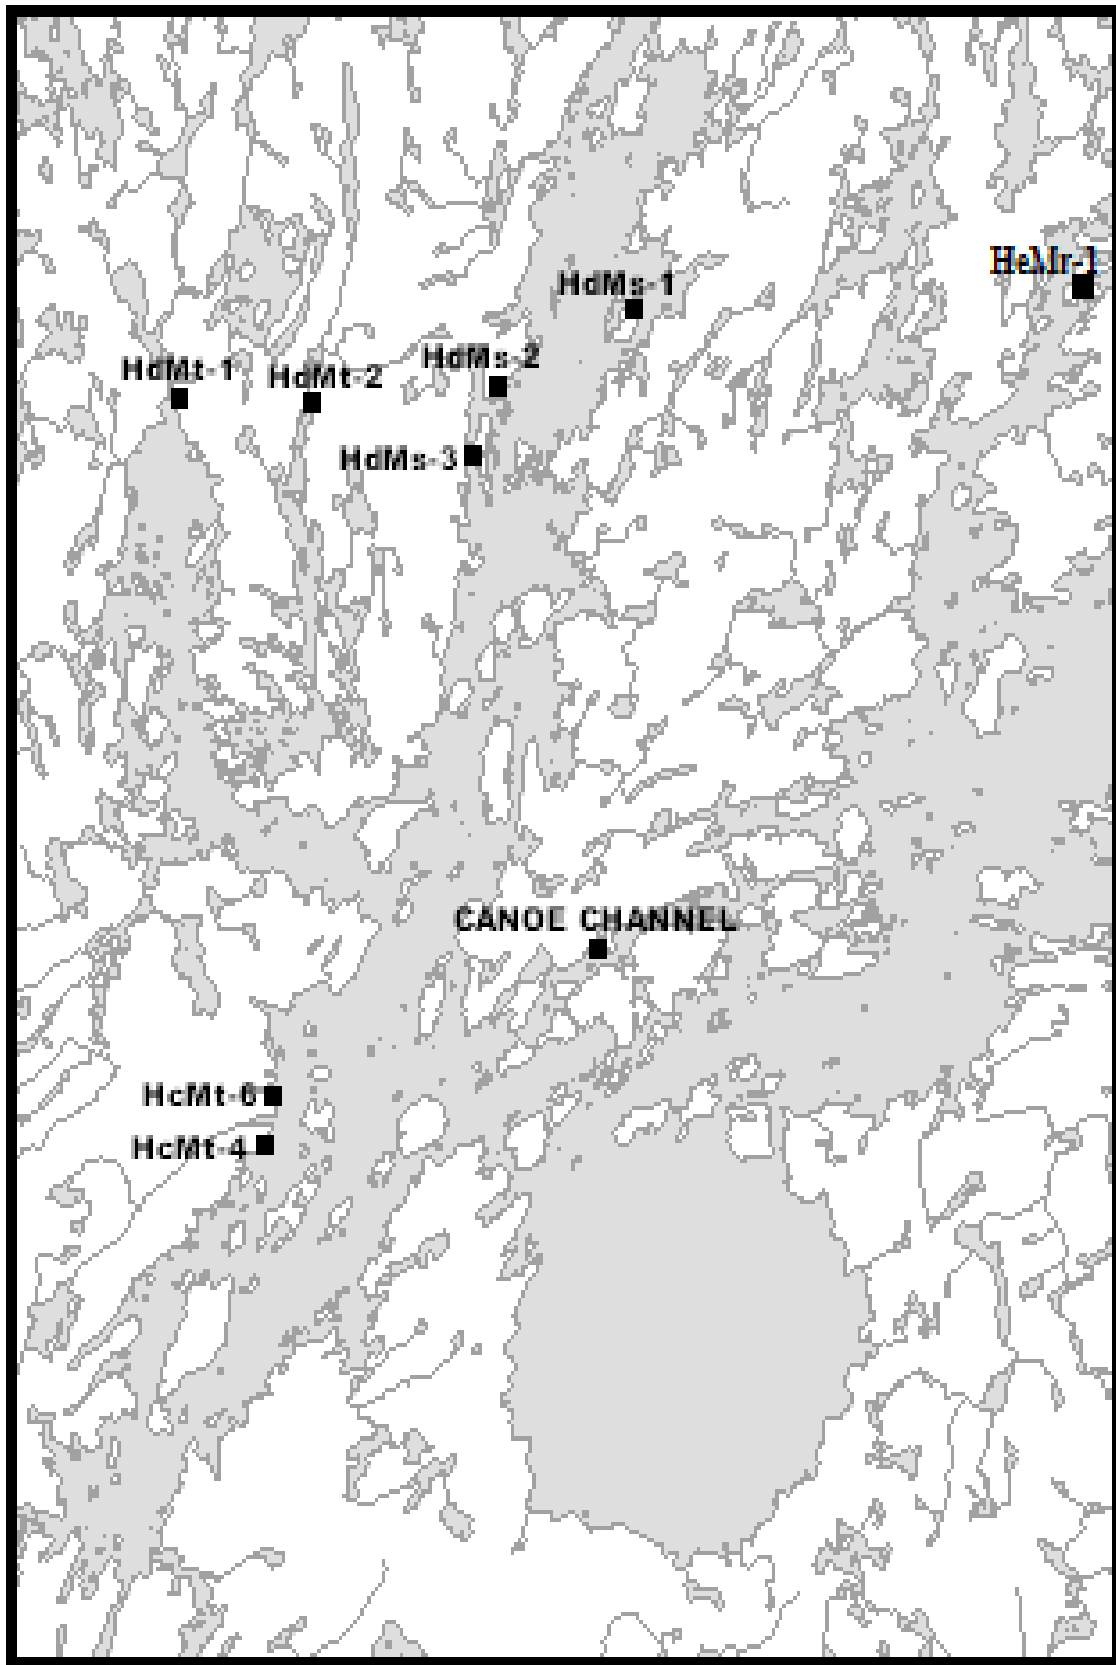 HeMr-1
HdMs-1
HdMs-2
HdMt-1
HdMt-2
HdMs-3
CANOE CHANNEL
HcMt-6
HcMt-4